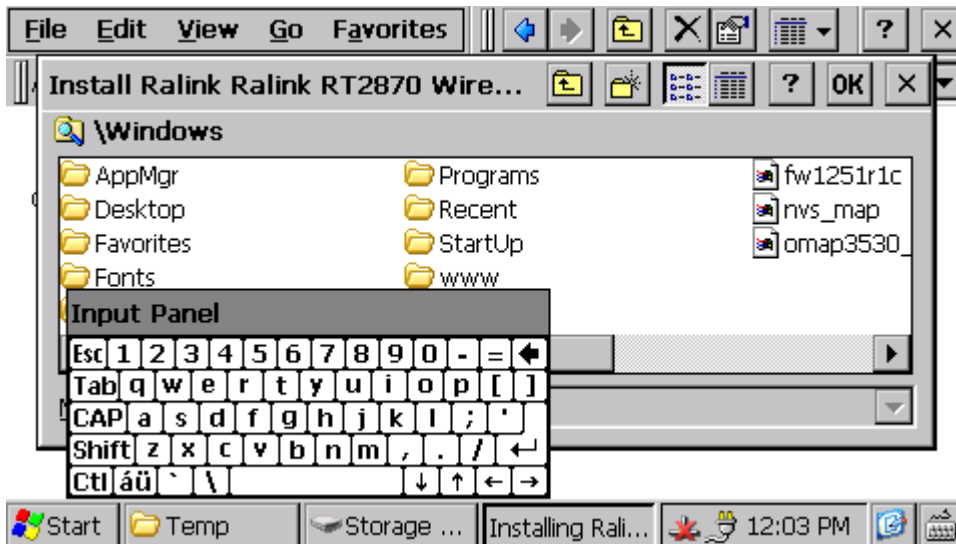 File Edit View Go Favorites ? ×
Install Ralink Ralink RT2870 Wire... ? OK ×
\Windows
AppMgr Programs fw1251r1c
Desktop Recent nvs_map
Favorites StartUp omap3530_
Fonts www
Input Panel
Esc 1 2 3 4 5 6 7 8 9 0 - =
Tab q w e r t y u i o p [ ]
CAP a s d f g h j k l ; '
Shift z x c v b n m , . /
Ctl áü ` \
Start Temp Storage ... Installing Rali... 12:03 PM